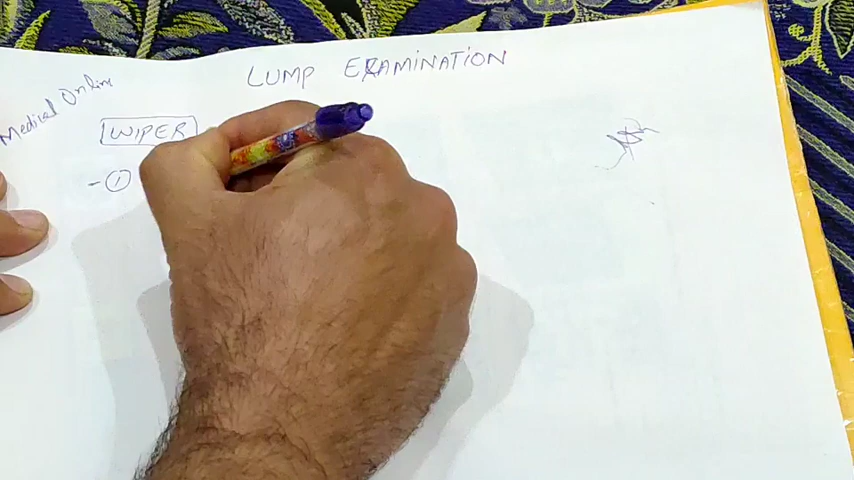 LUMP EXAMINATION
Medical Online
WIPER
- ①